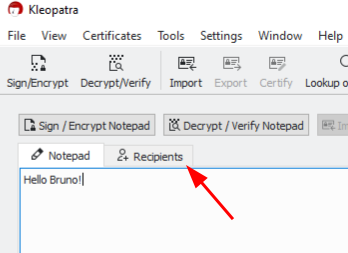 Kleopatra
File View Certificates Tools Settings Window Help
Sign/Encrypt Decrypt/Verify Import Export Certify Lookup o
Sign / Encrypt Notepad Decrypt / Verify Notepad Im
Notepad Recipients
Hello Bruno!